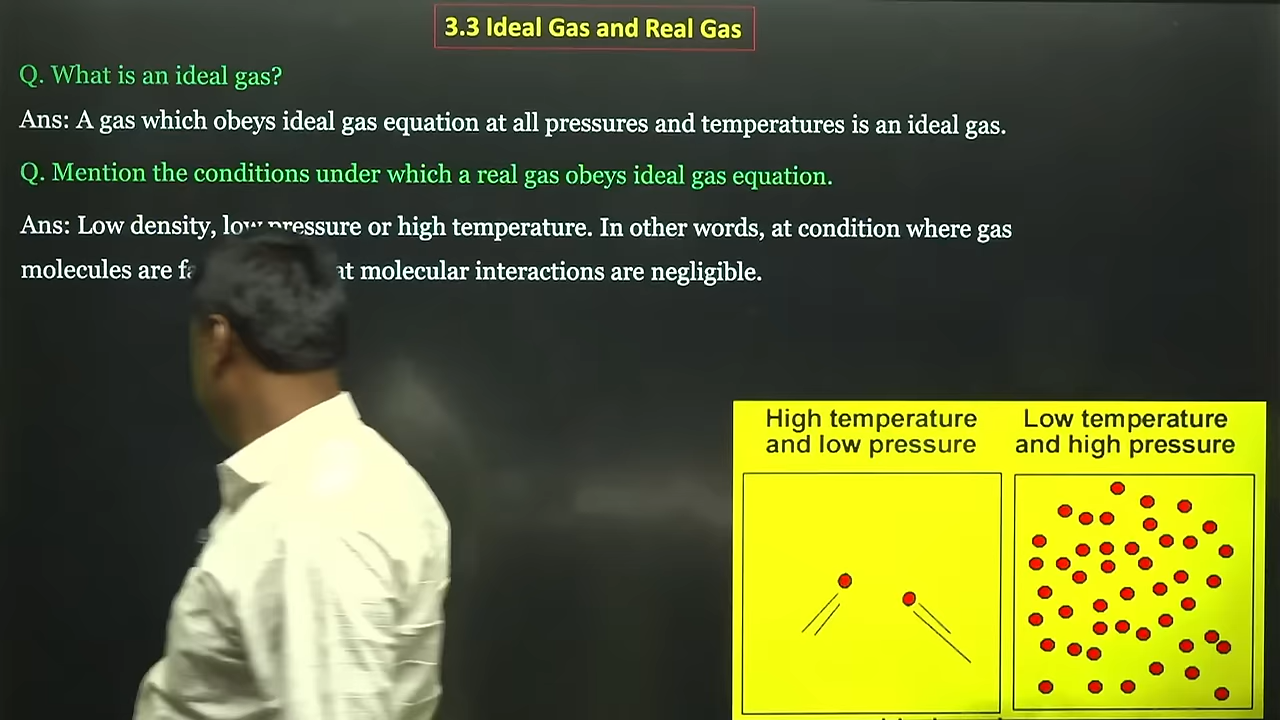 3.3 Ideal Gas and Real Gas
Q. What is an ideal gas?
Ans: A gas which obeys ideal gas equation at all pressures and temperatures is an ideal gas.
Q. Mention the conditions under which a real gas obeys ideal gas equation.
Ans: Low density, low pressure or high temperature. In other words, at condition where gas
molecules are at molecular interactions are negligible.
High temperature and low pressure
Low temperature and high pressure